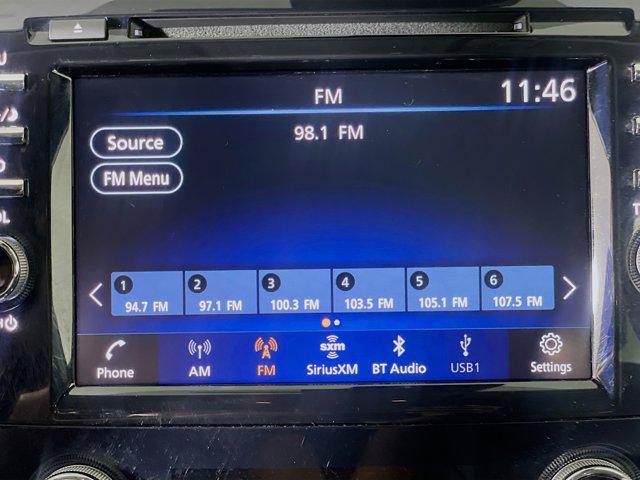 FM
11:46
98.1 FM
Source
FM Menu
1 2 3 4 5 6
94.7 FM 97.1 FM 100.3 FM 103.5 FM 105.1 FM 107.5 FM
sxm
Phone AM FM SiriusXM BT Audio USB1 Settings